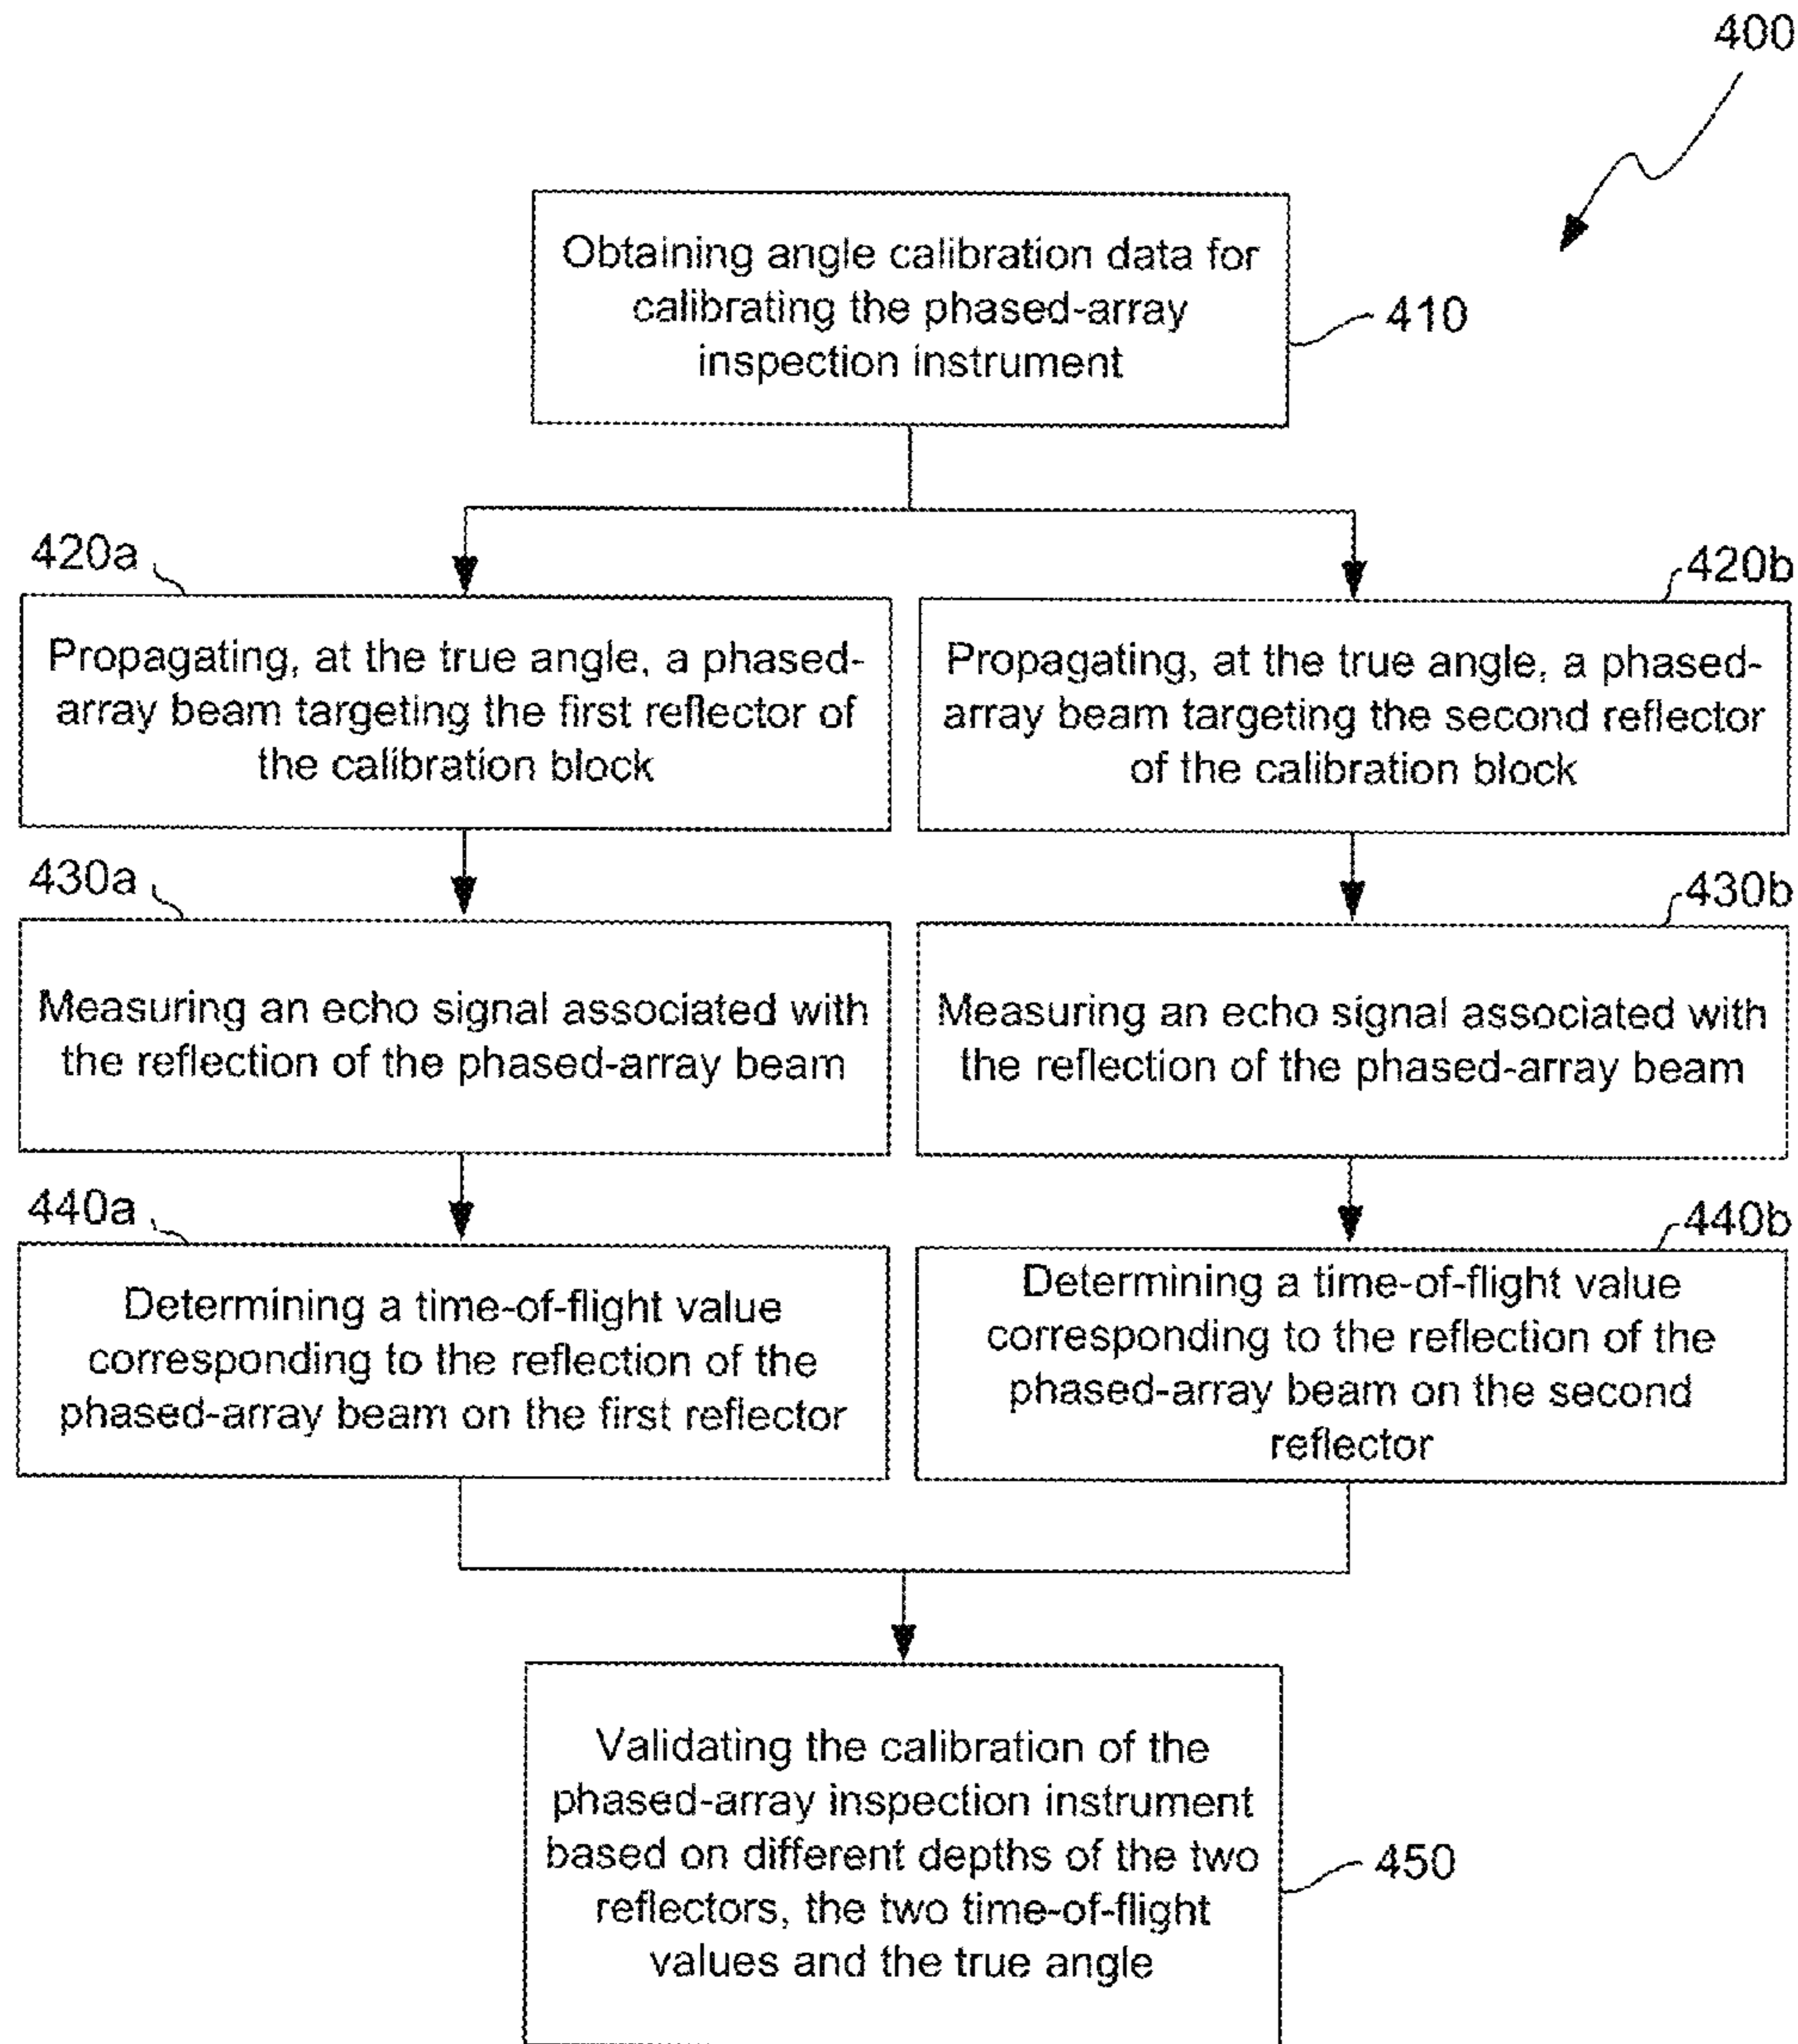 400
Obtaining angle calibration data for
calibrating the phased-array
inspection instrument
410
420a
Propagating, at the true angle, a phased-
array beam targeting the first reflector of
the calibration block
420b
Propagating, at the true angle, a phased-
array beam targeting the second reflector
of the calibration block
430a
Measuring an echo signal associated with
the reflection of the phased-array beam
430b
Measuring an echo signal associated with
the reflection of the phased-array beam
440a
Determining a time-of-flight value
corresponding to the reflection of the
phased-array beam on the first reflector
440b
Determining a time-of-flight value
corresponding to the reflection of the
phased-array beam on the second
reflector
Validating the calibration of the
phased-array inspection instrument
based on different depths of the two
reflectors, the two time-of-flight
values and the true angle
450